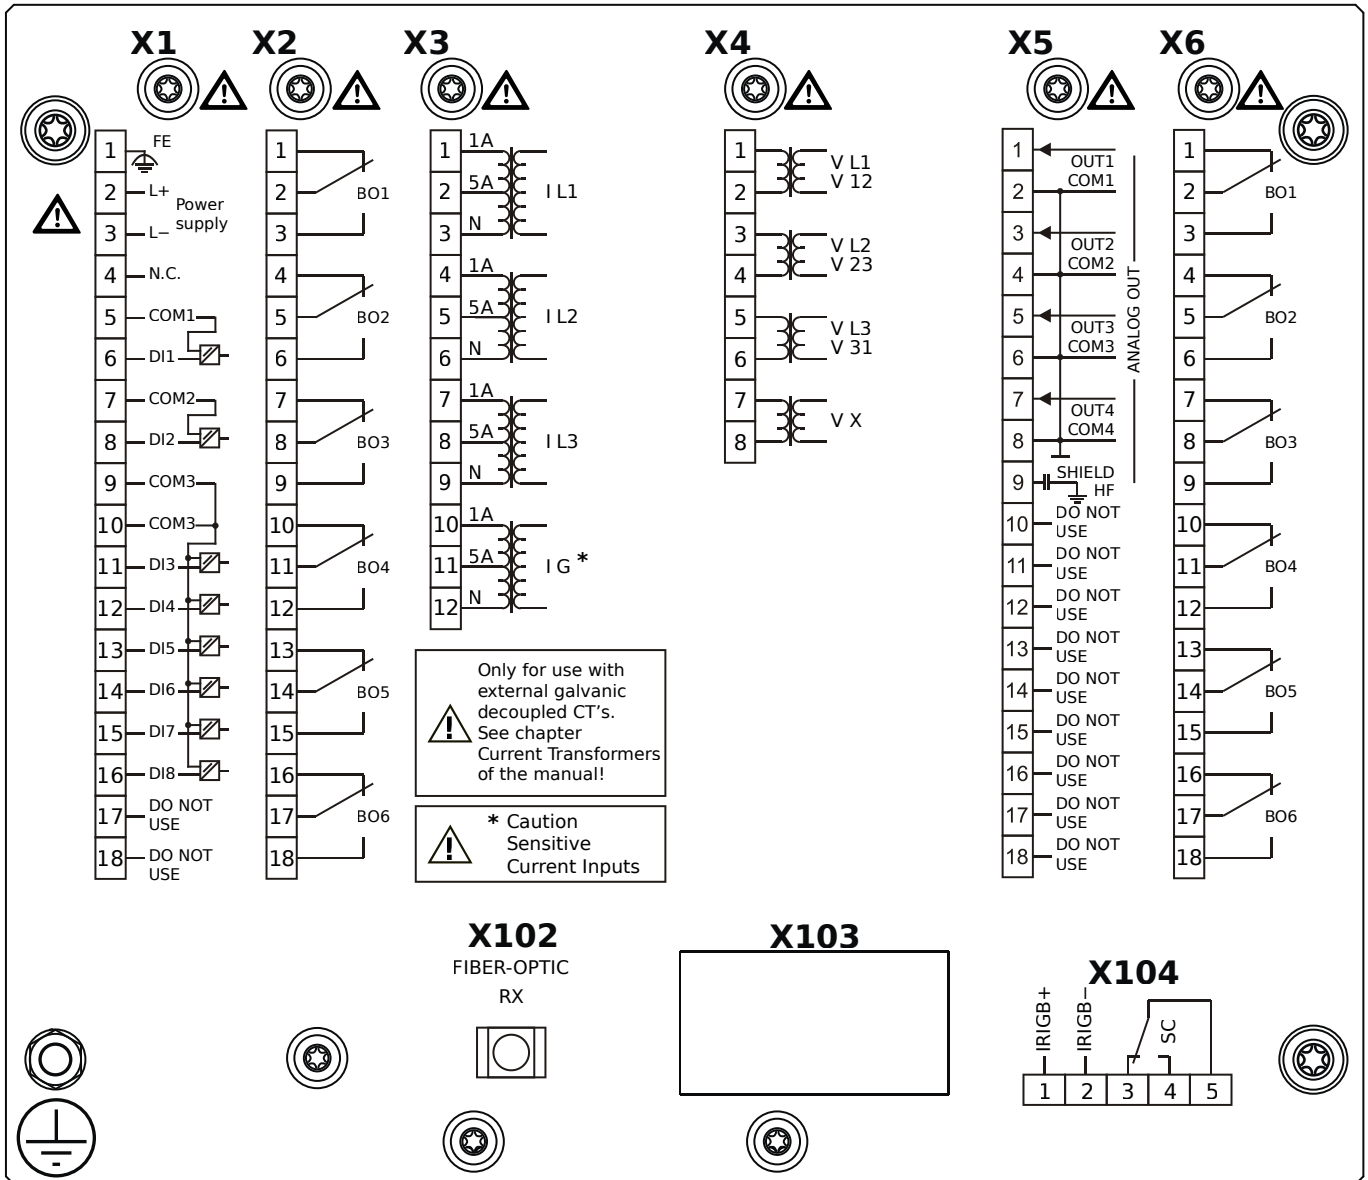 X1
X2
X3
X4
X5
X6
1
FE
2
L+
Power
supply
3
L−
4
N.C.
5
COM1
6
DI1
7
COM2
8
DI2
9
COM3
10
COM3
11
DI3
12
DI4
13
DI5
14
DI6
15
DI7
16
DI8
17
DO NOT
USE
18
DO NOT
USE
1
2
BO1
3
4
5
BO2
6
7
8
BO3
9
10
11
BO4
12
13
14
BO5
15
16
17
BO6
18
1
1A
2
5A
I L1
3
N
4
1A
5
5A
I L2
6
N
7
1A
8
5A
I L3
9
N
10
1A
11
5A
I G *
12
N
Only for use with
external galvanic
decoupled CT's.
See chapter
Current Transformers
of the manual!
* Caution
Sensitive
Current Inputs
1
V L1
2
V 12
3
V L2
4
V 23
5
V L3
6
V 31
7
V X
8
1
OUT1
2
COM1
3
OUT2
4
COM2
5
OUT3
6
COM3
7
OUT4
8
COM4
ANALOG OUT
9
SHIELD
HF
10
DO NOT
USE
11
DO NOT
USE
12
DO NOT
USE
13
DO NOT
USE
14
DO NOT
USE
15
DO NOT
USE
16
DO NOT
USE
17
DO NOT
USE
18
DO NOT
USE
1
2
BO1
3
4
5
BO2
6
7
8
BO3
9
10
11
BO4
12
13
14
BO5
15
16
17
BO6
18
X102
FIBER-OPTIC
RX
X103
X104
IRIGB+
IRIGB−
SC
1
2
3
4
5